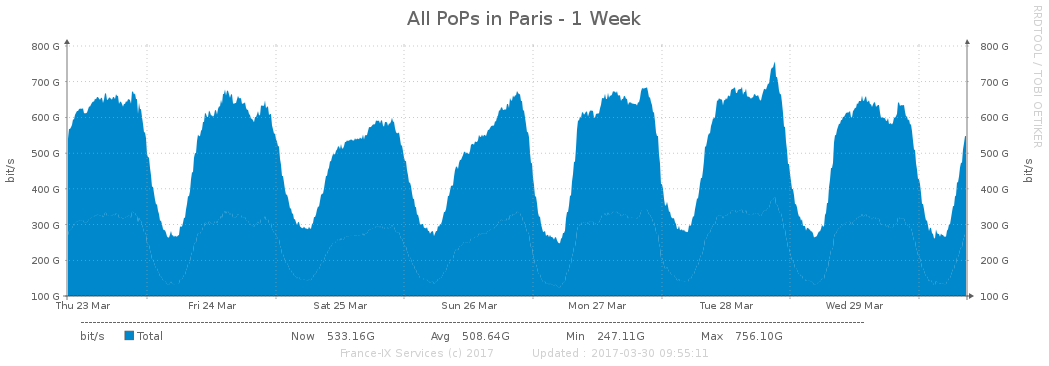 All PoPs in Paris - 1 Week
RRDTOOL / TOBI OETIKER
800 G 800 G
700 G 700 G
600 G 600 G
500 G 500 G
400 G 400 G
300 G 300 G
200 G 200 G
100 G 100 G
bit/s
bit/s
Thu 23 Mar Fri 24 Mar Sat 25 Mar Sun 26 Mar Mon 27 Mar Tue 28 Mar Wed 29 Mar
bit/s Total Now 533.16G Avg 508.64G Min 247.11G Max 756.10G
France-IX Services (c) 2017 Updated : 2017-03-30 09:55:11